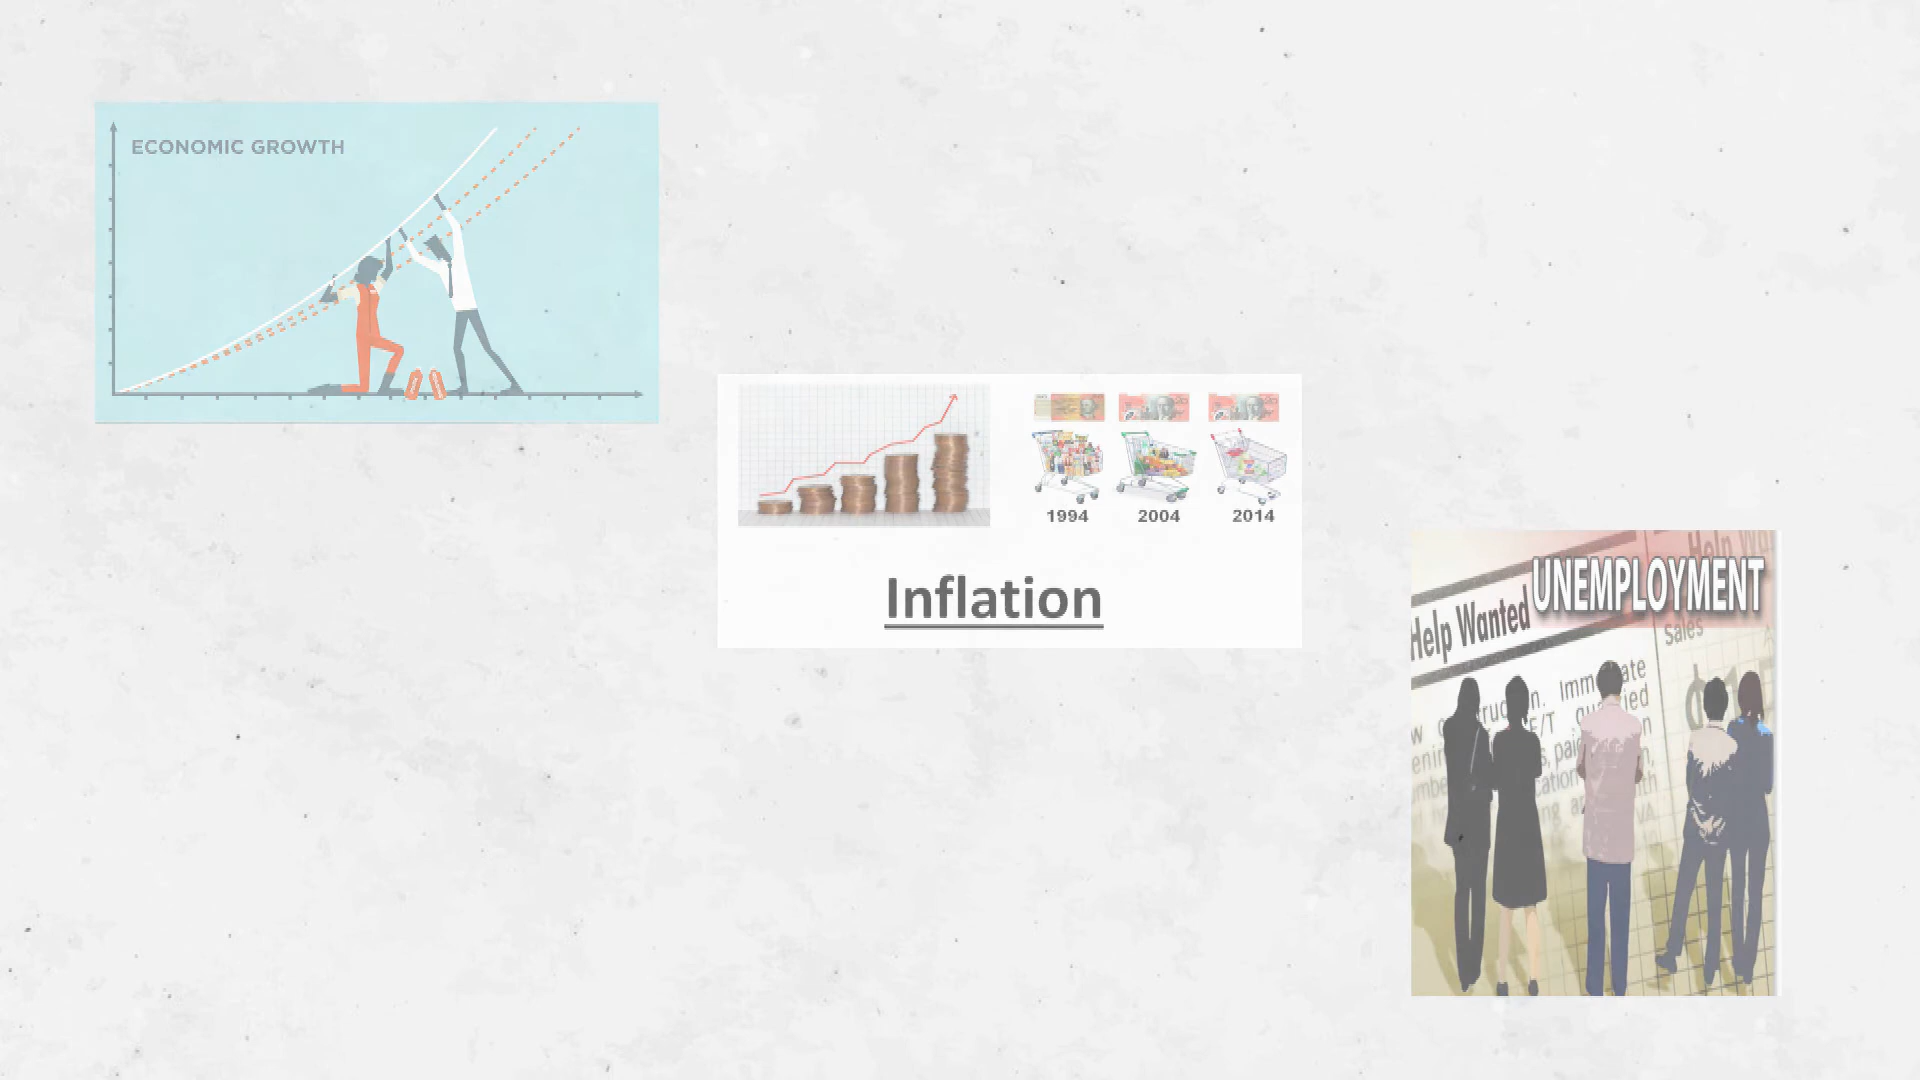 ECONOMIC GROWTH
1994 2004 2014
Inflation
Help Wanted
UNEMPLOYMENT
Sales